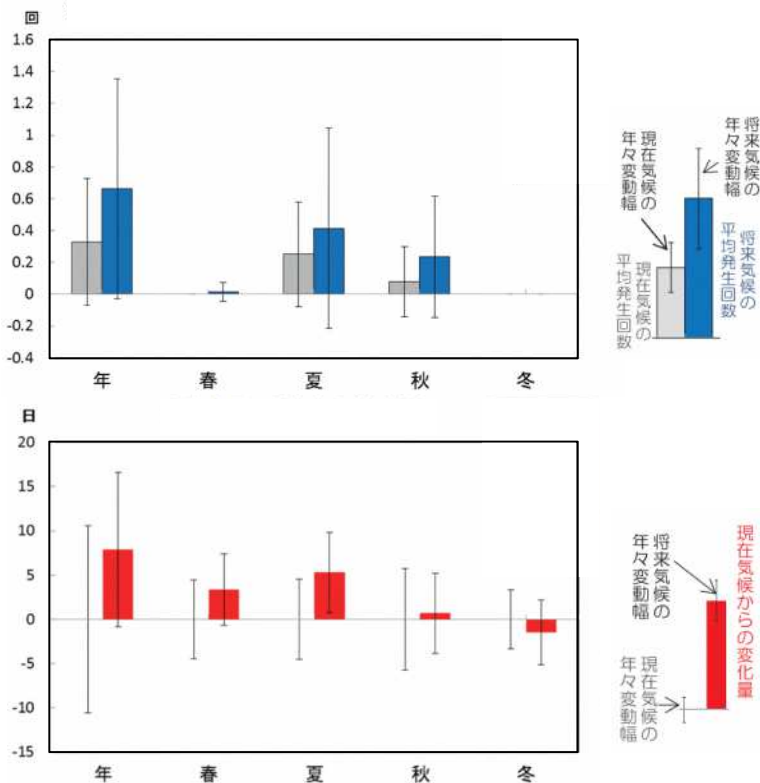 回
1.6
1.4
1.2
1
0.8
0.6
0.4
0.2
0
-0.2
-0.4
年
春
夏
秋
冬
将来気候の
年々変動幅
現在気候の
年々変動幅
将来気候の
平均発生回数
現在気候の
平均発生回数
日
20
15
10
5
0
-5
-10
-15
年
春
夏
秋
冬
現在気候からの変化量
将来気候の
年々変動幅
現在気候の
年々変動幅